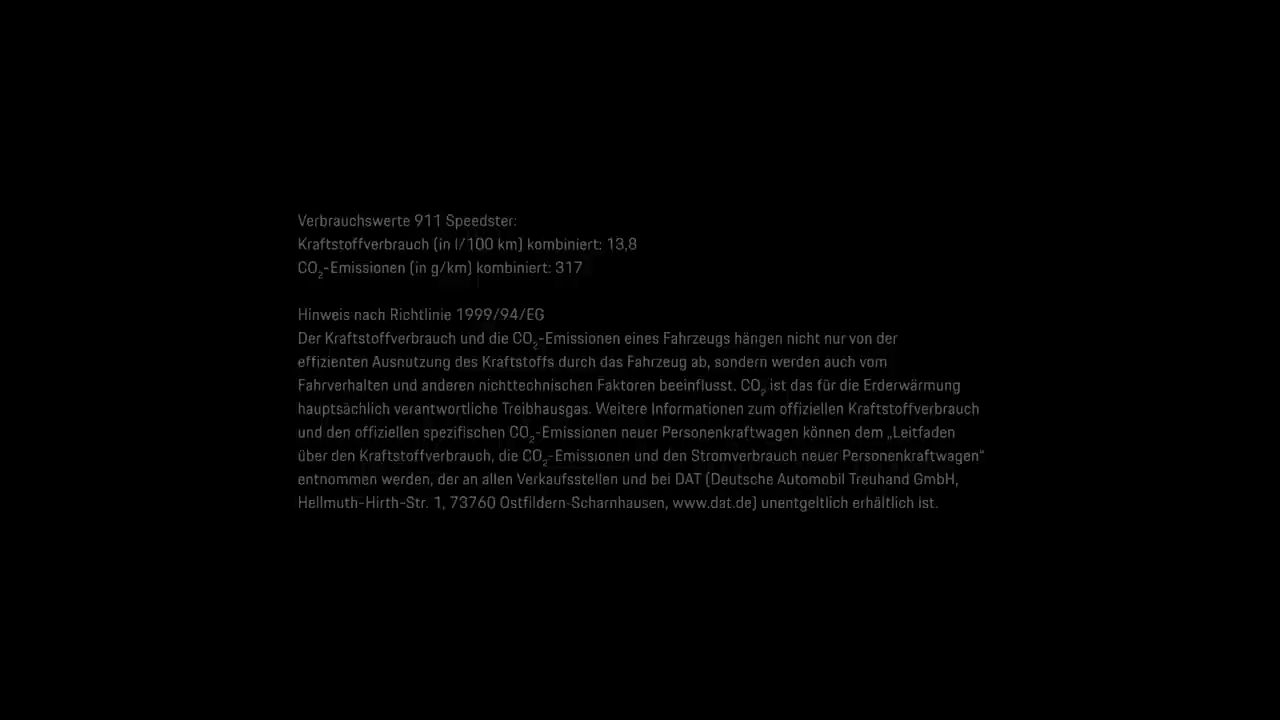 Verbrauchswerte 911 Speedster:
Kraftstoffverbrauch (in l/100 km) kombiniert: 13,8
CO₂-Emissionen (in g/km) kombiniert: 317
Hinweis nach Richtlinie 1999/94/EG
Der Kraftstoffverbrauch und die CO₂-Emissionen eines Fahrzeugs hängen nicht nur von der
effizienten Ausnutzung des Kraftstoffs durch das Fahrzeug ab, sondern werden auch vom
Fahrverhalten und anderen nichttechnischen Faktoren beeinflusst. CO₂ ist das für die Erderwärmung
hauptsächlich verantwortliche Treibhausgas. Weitere Informationen zum offiziellen Kraftstoffverbrauch
und den offiziellen spezifischen CO₂-Emissionen neuer Personenkraftwagen können dem „Leitfaden
über den Kraftstoffverbrauch, die CO₂-Emissionen und den Stromverbrauch neuer Personenkraftwagen“
entnommen werden, der an allen Verkaufsstellen und bei DAT (Deutsche Automobil Treuhand GmbH,
Hellmuth-Hirth-Str. 1, 73760 Ostfildern-Scharnhausen, www.dat.de) unentgeltlich erhältlich ist.